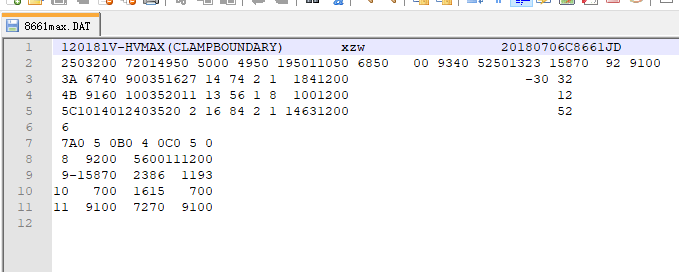 8661max.DAT
1 120181V-HVMAX(CLAMPBOUNDARY) xzw 20180706C8661JD
2 2503200 72014950 5000 4950 195011050 6850 00 9340 52501323 15870 92 9100
3 3A 6740 900351627 14 74 2 1 1841200 -30 32
4 4B 9160 100352011 13 56 1 8 1001200 12
5 5C1014012403520 2 16 84 2 1 14631200 52
6 6
7 7A0 5 0B0 4 0C0 5 0
8 8 9200 5600111200
9 9-15870 2386 1193
10 10 700 1615 700
11 11 9100 7270 9100
12